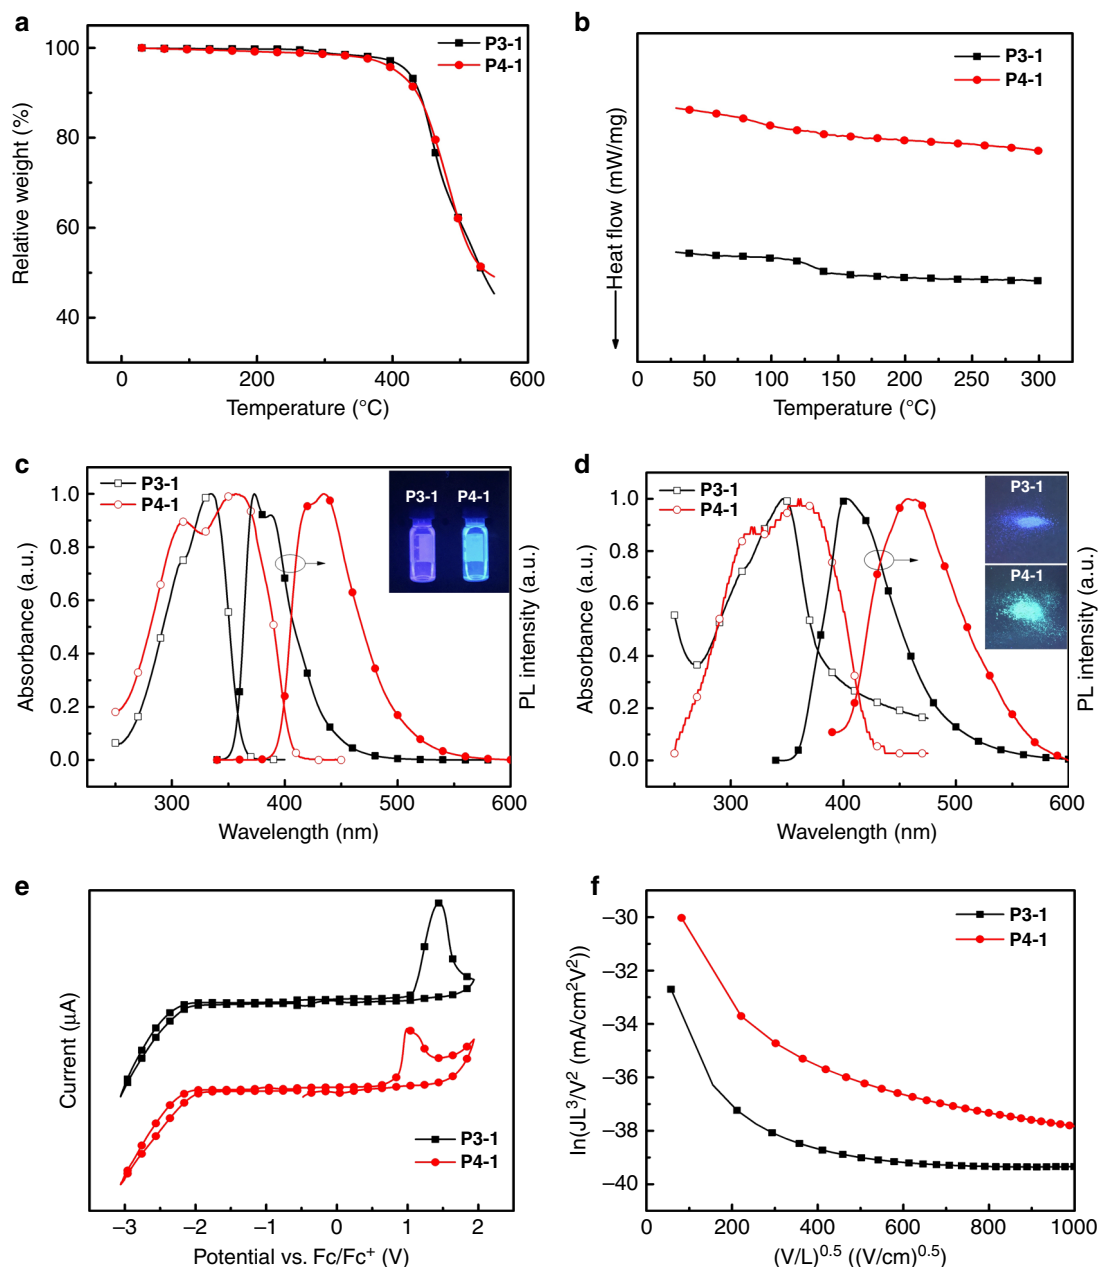 a
100
80
60
40
0
200
400
600
Relative weight (%)
Temperature (°C)
P3-1
P4-1
b
P3-1
P4-1
Heat flow (mW/mg)
0
50
100
150
200
250
300
Temperature (°C)
c
P3-1
P4-1
P3-1
P4-1
1.0
0.8
0.6
0.4
0.2
0.0
300
400
500
600
Absorbance (a.u.)
PL intensity (a.u.)
Wavelength (nm)
d
P3-1
P4-1
P3-1
P4-1
1.0
0.8
0.6
0.4
0.2
0.0
300
400
500
600
Absorbance (a.u.)
PL intensity (a.u.)
Wavelength (nm)
e
P3-1
P4-1
Current (μA)
–3
–2
–1
0
1
2
Potential vs. Fc/Fc⁺ (V)
f
P3-1
P4-1
–30
–32
–34
–36
–38
–40
0
200
400
600
800
1000
ln(JL³/V² (mA/cm²V²))
(V/L)⁰·⁵ ((V/cm)⁰·⁵)